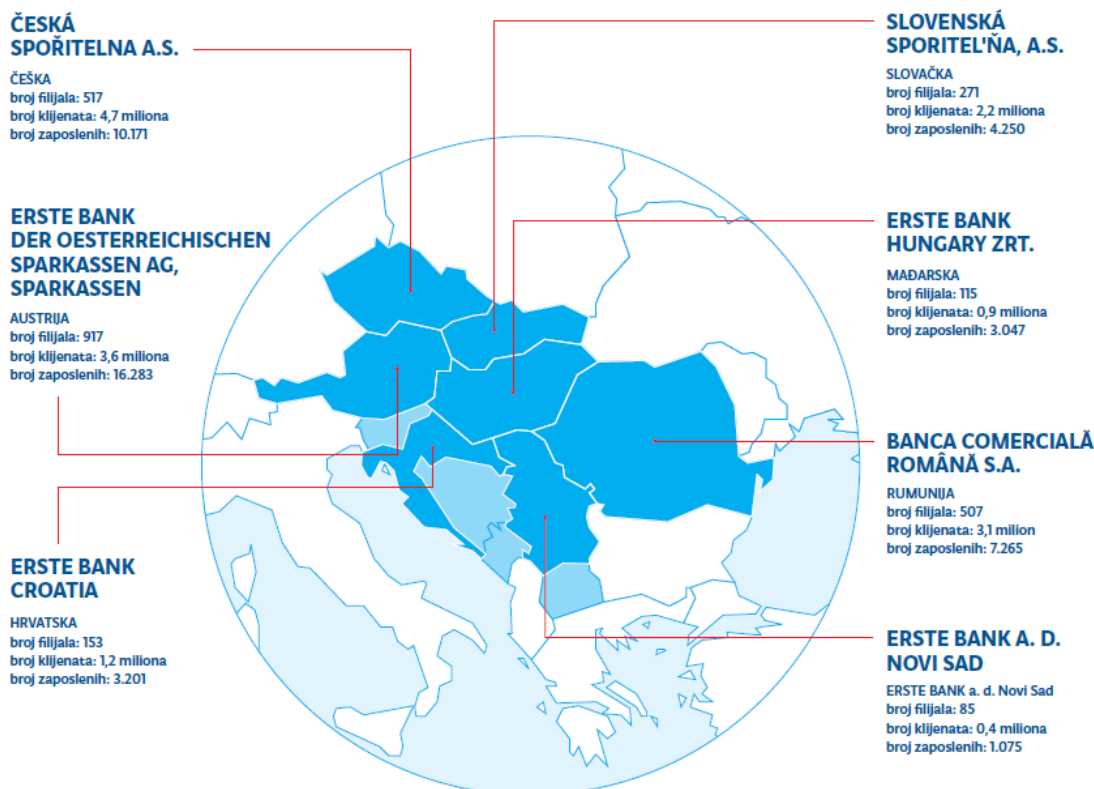 ČESKÁ
SPOŘITELNA A.S.
ČEŠKA
broj filijala: 517
broj klijenata: 4,7 miliona
broj zaposlenih: 10.171
ERSTE BANK
DER OESTERREICHISCHEN
SPARKASSEN AG,
SPARKASSEN
AUSTRIJA
broj filijala: 917
broj klijenata: 3,6 miliona
broj zaposlenih: 16.283
ERSTE BANK
CROATIA
HRVATSKA
broj filijala: 153
broj klijenata: 1,2 miliona
broj zaposlenih: 3.201
SLOVENSKÁ
SPORITEL'ŇA, A.S.
SLOVAČKA
broj filijala: 271
broj klijenata: 2,2 miliona
broj zaposlenih: 4.250
ERSTE BANK
HUNGARY ZRT.
MAĐARSKA
broj filijala: 115
broj klijenata: 0,9 miliona
broj zaposlenih: 3.047
BANCA COMERCIALĂ
ROMÂNĂ S.A.
RUMUNIJA
broj filijala: 507
broj klijenata: 3,1 milion
broj zaposlenih: 7.265
ERSTE BANK A. D.
NOVI SAD
ERSTE BANK a. d. Novi Sad
broj filijala: 85
broj klijenata: 0,4 miliona
broj zaposlenih: 1.075